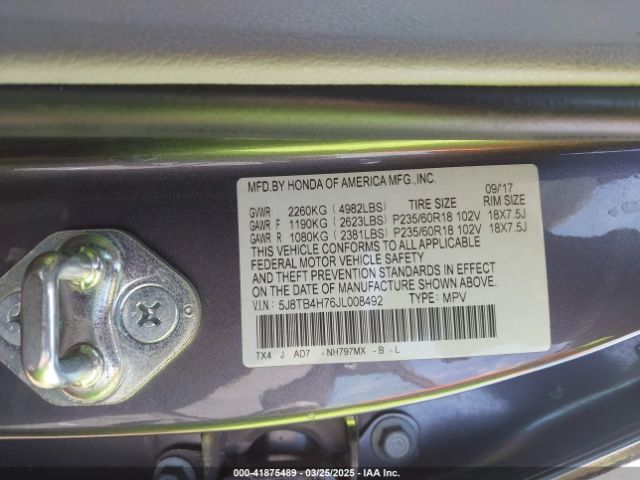 MFD.BY HONDA OF AMERICA MFG.,INC. 09/17
GVWR 2260KG (4982LBS) TIRE SIZE RIM SIZE
GAWR F 1190KG (2623LBS) P235/60R18 102V 18X7.5J
GAWR R 1080KG (2381LBS) P235/60R18 102V 18X7.5J
THIS VEHICLE CONFORMS TO ALL APPLICABLE
FEDERAL MOTOR VEHICLE SAFETY
AND THEFT PREVENTION STANDARDS IN EFFECT
ON THE DATE OF MANUFACTURE SHOWN ABOVE.
V.I.N: 5J8TB4H76JL008492 TYPE: MPV
TX4 J AD7 -NH797MX -B-L
000-41875489 - 03/25/2025 - IAA Inc.